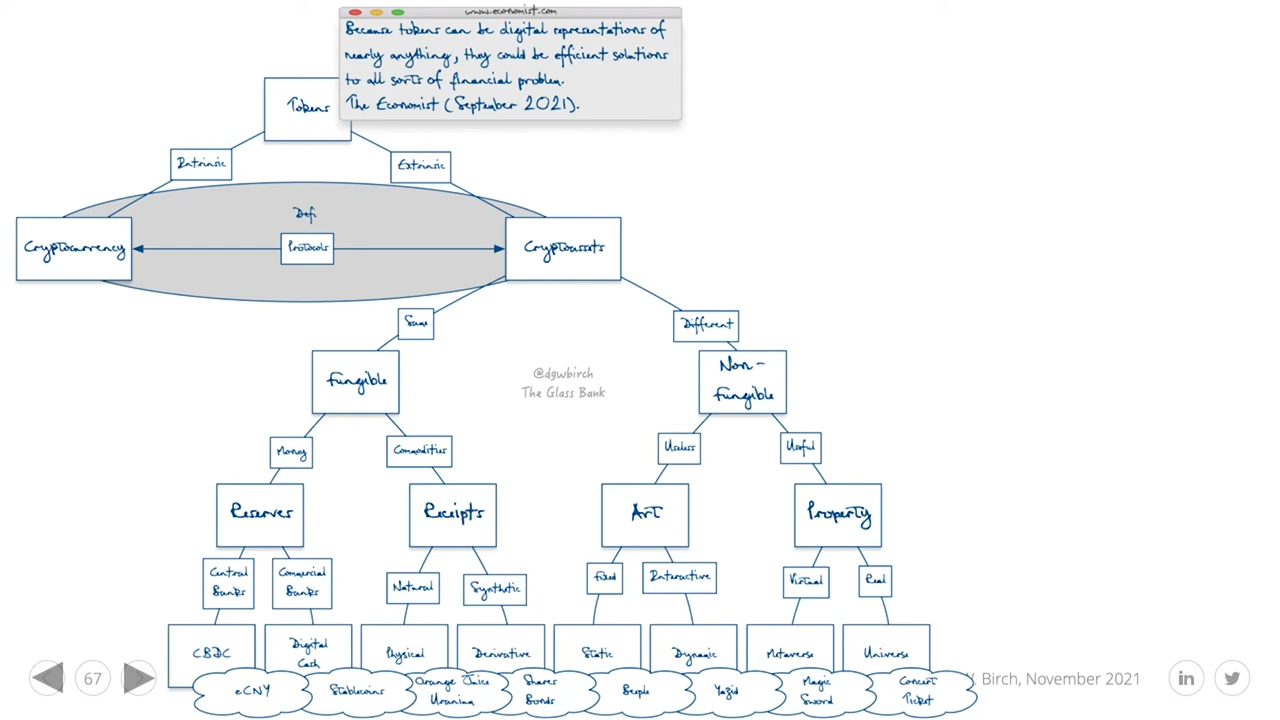 www.economist.com
Because tokens can be digital representations of
nearly anything, they could be efficient solutions
to all sorts of financial problem.
The Economist (September 2021).
Tokens
Intrinsic
Extrinsic
Defi
Cryptocurrency
Protocols
Cryptoassets
Same
Different
Fungible
Non-
Fungible
@dgwbirch
The Glass Bank
Money
Commodities
Useless
Useful
Reserves
Receipts
Art
Property
Central
Banks
Commercial
Banks
Natural
Synthetic
Fixed
Interactive
Virtual
Real
CBDC
Digital
Cash
Physical
Derivative
Static
Dynamic
Metaverse
Universe
eCNY
Stablecoins
Orange Juice
Uranium
Shares
Bonds
Beeple
Yazid
Magic
Sword
Concert
Ticket
67
. Birch, November 2021
in